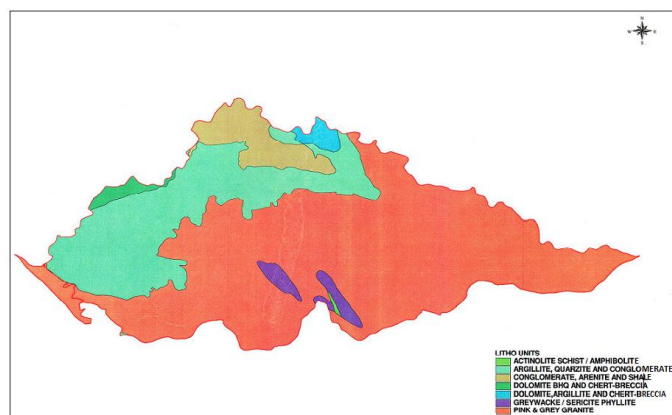 N
W E
S
LITHO UNITS
ACTINOLITE SCHIST / AMPHIBOLITE
ARGILLITE, QUARZITE AND CONGLOMERATE
CONGLOMERATE, ARENITE AND SHALE
DOLOMITE BHQ AND CHERT-BRECCIA
DOLOMITE,ARGILLITE AND CHERT-BRECCIA
GREYWACKE / SERICITE PHYLLITE
PINK & GREY GRANITE